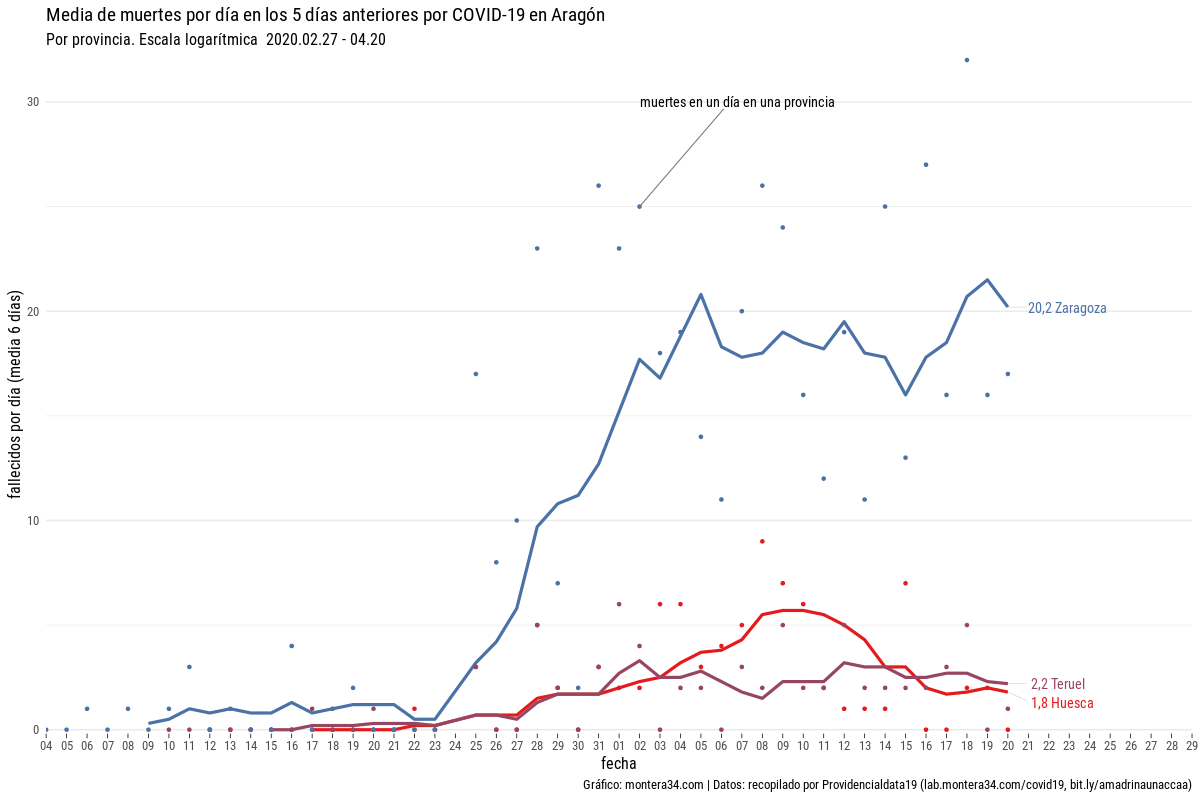 Media de muertes por día en los 5 días anteriores por COVID-19 en Aragón
Por provincia. Escala logarítmica  2020.02.27 - 04.20
muertes en un día en una provincia
30
20
10
0
fallecidos por día (media 6 días)
20,2 Zaragoza
2,2 Teruel
1,8 Huesca
04 05 06 07 08 09 10 11 12 13 14 15 16 17 18 19 20 21 22 23 24 25 26 27 28 29 30 31 01 02 03 04 05 06 07 08 09 10 11 12 13 14 15 16 17 18 19 20 21 22 23 24 25 26 27 28 29
fecha
Gráfico: montera34.com | Datos: recopilado por Providencialdata19 (lab.montera34.com/covid19, bit.ly/amadrinaunaccaa)